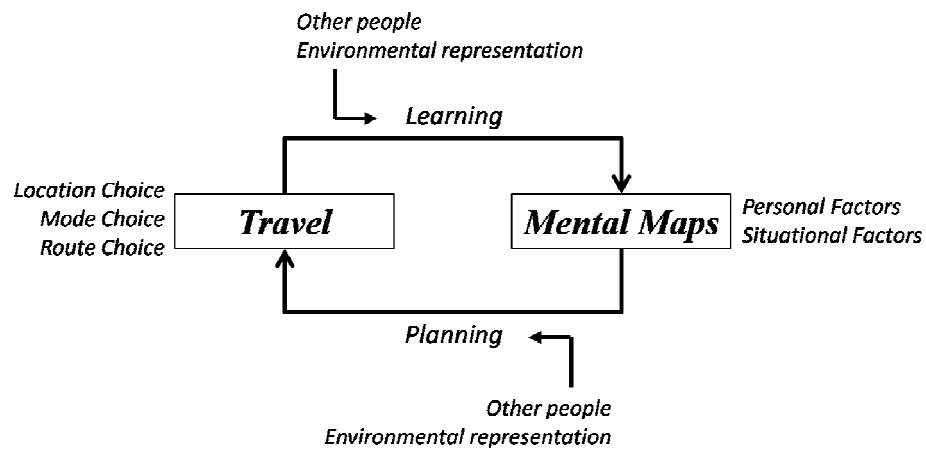 Other people
Environmental representation
Learning
Location Choice
Mode Choice
Route Choice
Travel
Mental Maps
Personal Factors
Situational Factors
Planning
Other people
Environmental representation